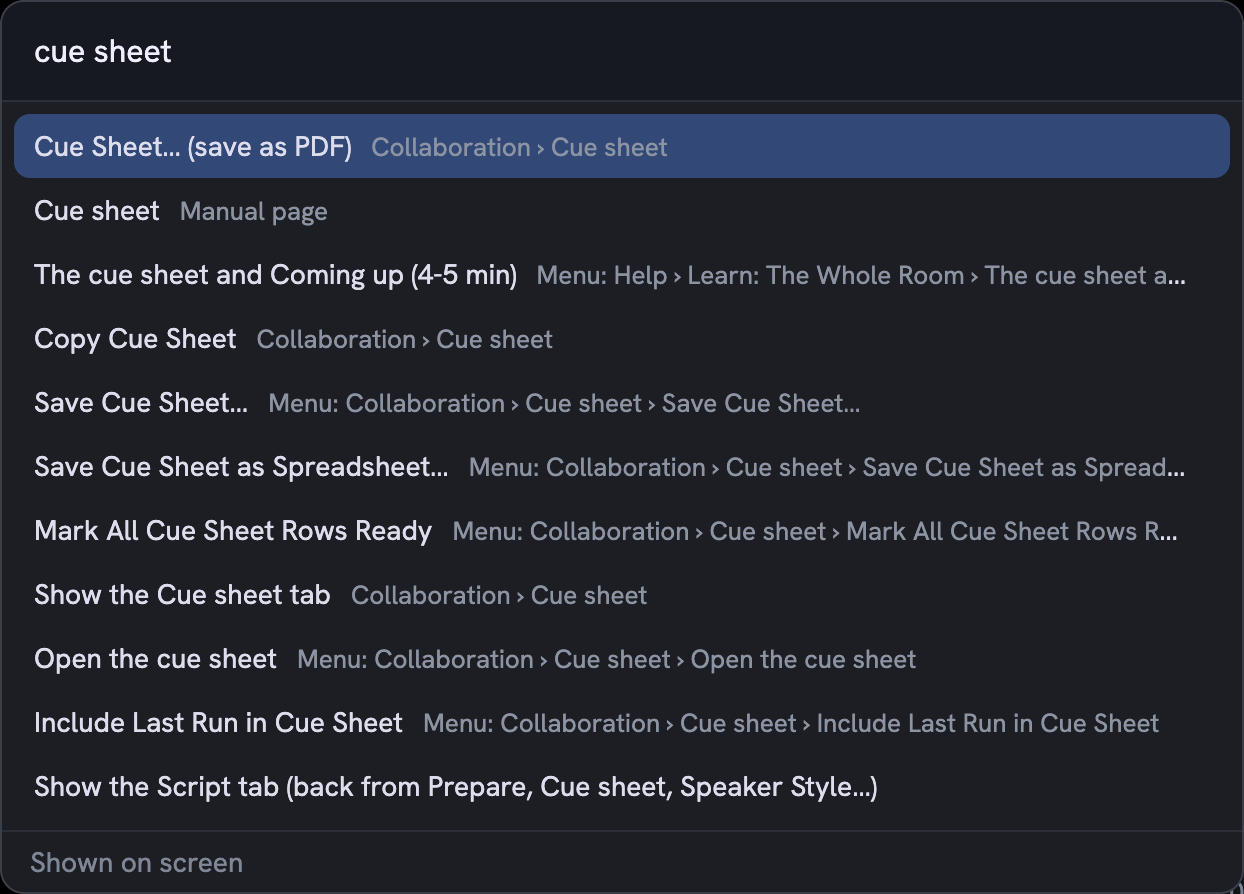 cue sheet
Cue Sheet... (save as PDF) Collaboration › Cue sheet
Cue sheet Manual page
The cue sheet and Coming up (4-5 min) Menu: Help › Learn: The Whole Room › The cue sheet a...
Copy Cue Sheet Collaboration › Cue sheet
Save Cue Sheet... Menu: Collaboration › Cue sheet › Save Cue Sheet...
Save Cue Sheet as Spreadsheet... Menu: Collaboration › Cue sheet › Save Cue Sheet as Spread...
Mark All Cue Sheet Rows Ready Menu: Collaboration › Cue sheet › Mark All Cue Sheet Rows R...
Show the Cue sheet tab Collaboration › Cue sheet
Open the cue sheet Menu: Collaboration › Cue sheet › Open the cue sheet
Include Last Run in Cue Sheet Menu: Collaboration › Cue sheet › Include Last Run in Cue Sheet
Show the Script tab (back from Prepare, Cue sheet, Speaker Style...)
Shown on screen